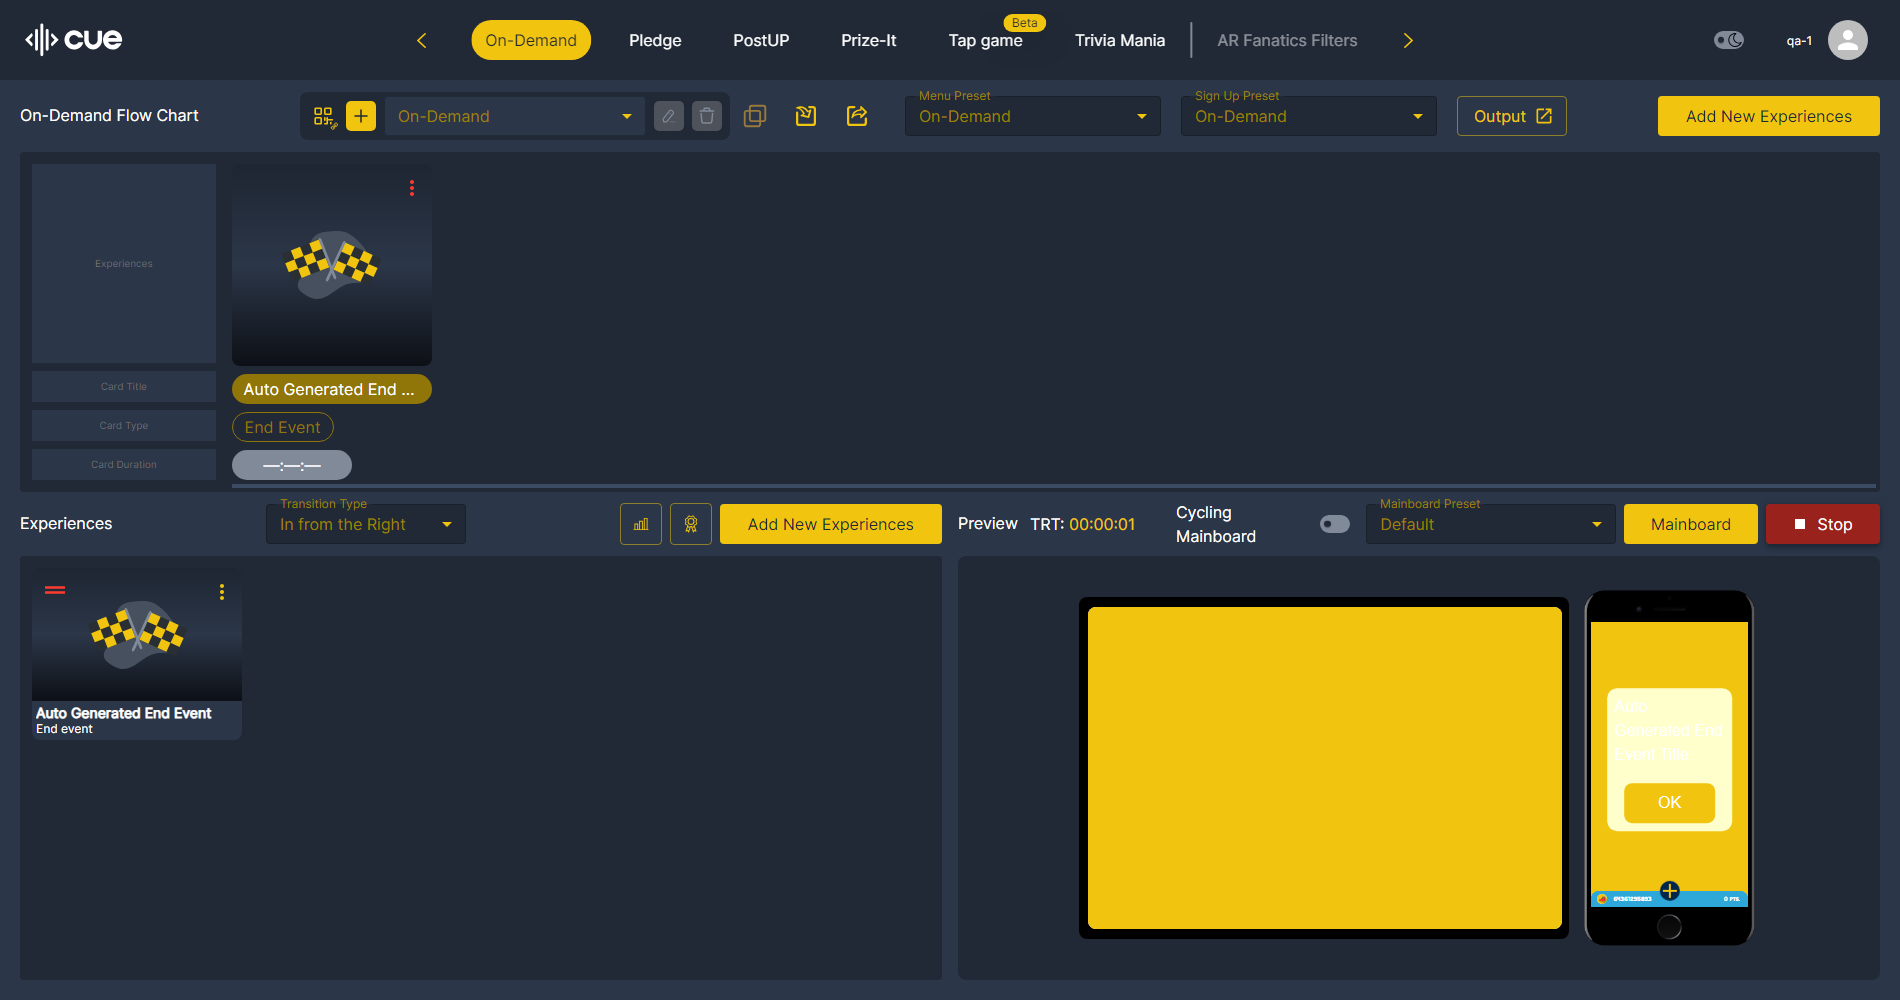 cue
On-Demand
Pledge
PostUP
Prize-It
Tap game
Beta
Trivia Mania
AR Fanatics Filters
qa-1
On-Demand Flow Chart
On-Demand
Menu Preset
On-Demand
Sign Up Preset
On-Demand
Output
Add New Experiences
Experiences
Card Title
Card Type
Card Duration
Auto Generated End ...
End Event
—:—:—
Experiences
Transition Type
In from the Right
Add New Experiences
Preview
TRT: 00:00:01
Cycling
Mainboard
Mainboard Preset
Default
Mainboard
Stop
Auto Generated End Event
End event
Auto
Generated End
Event Title
OK
0 PTS.